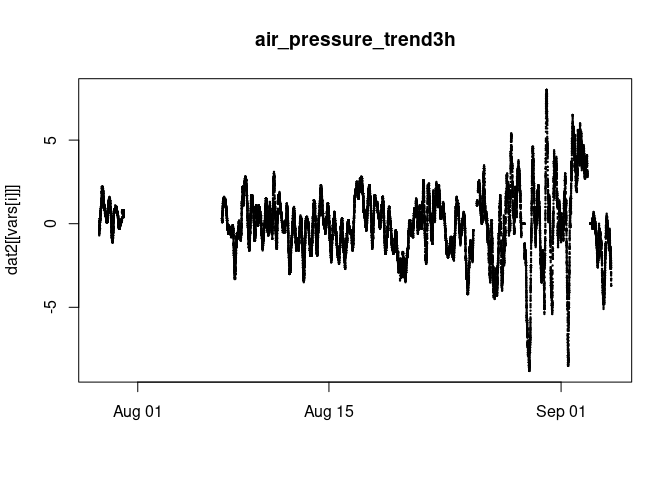 air_pressure_trend3h
dat2[[vars[i]]]
5
0
-5
Aug 01 Aug 15 Sep 01